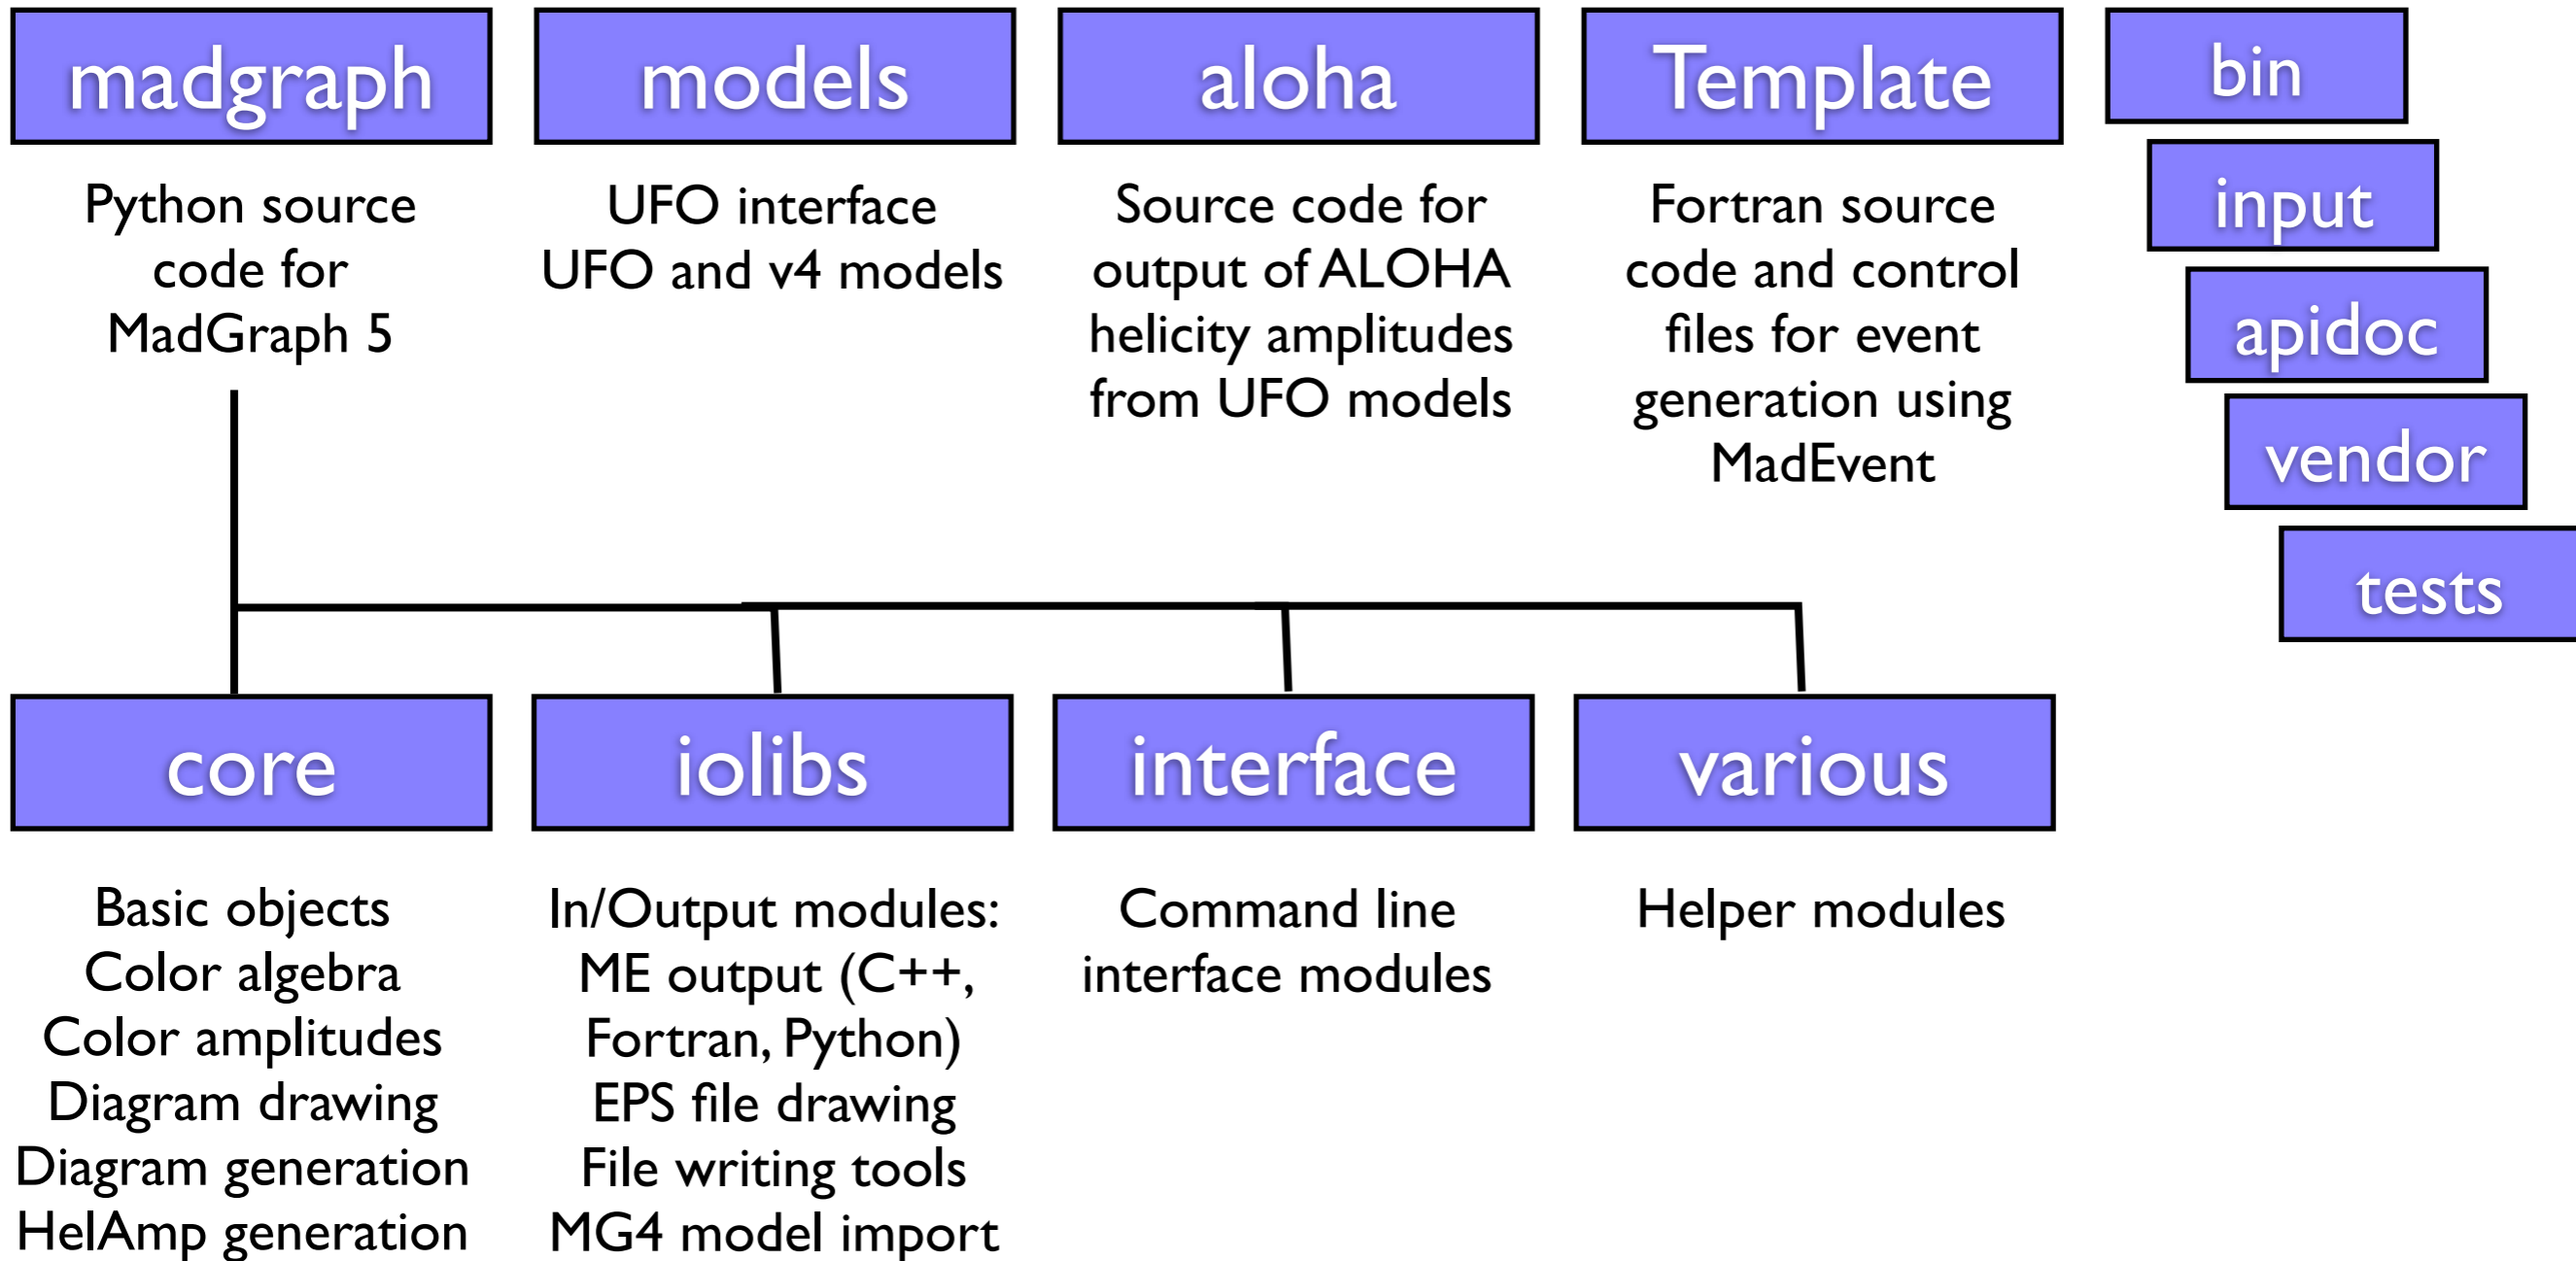 madgraph
Python source
code for
MadGraph 5
models
UFO interface
UFO and v4 models
aloha
Source code for
output of ALOHA
helicity amplitudes
from UFO models
Template
Fortran source
code and control
files for event
generation using
MadEvent
bin
input
apidoc
vendor
tests
core
Basic objects
Color algebra
Color amplitudes
Diagram drawing
Diagram generation
HelAmp generation
iolibs
In/Output modules:
ME output (C++,
Fortran, Python)
EPS file drawing
File writing tools
MG4 model import
interface
Command line
interface modules
various
Helper modules